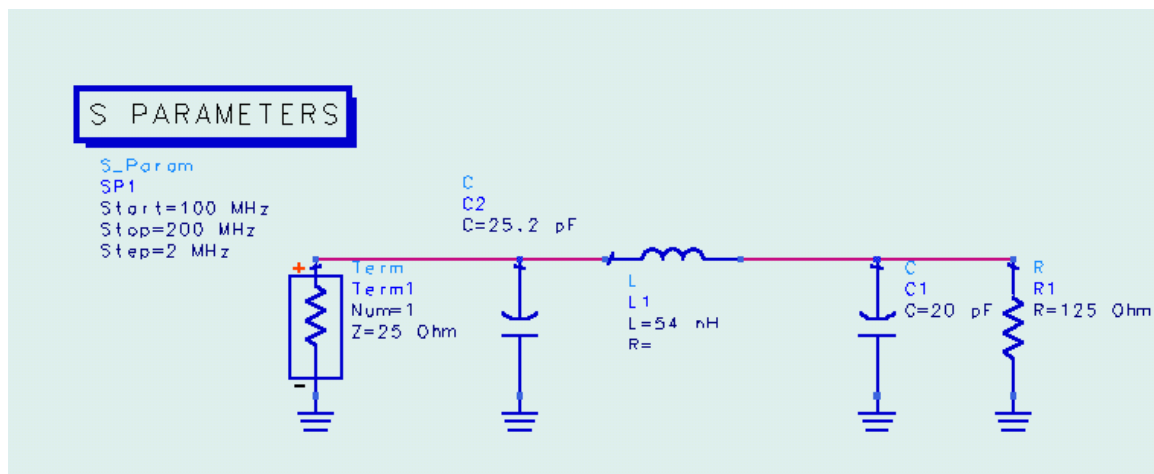 S PARAMETERS
S_Param
SP1
Start=100 MHz
Stop=200 MHz
Step=2 MHz
C
C2
C=25.2 pF
+
Term
Term1
Num=1
Z=25 Ohm
-
L
L1
L=54 nH
R=
C
C1
C=20 pF
R
R1
R=125 Ohm